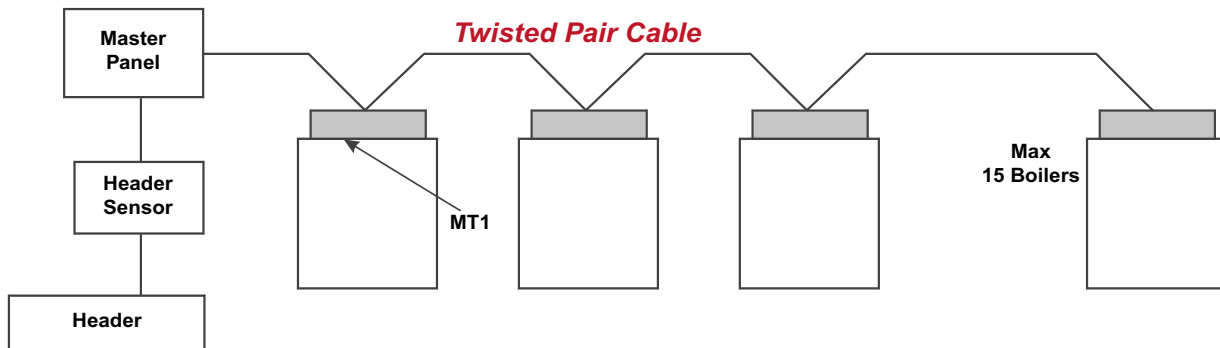 Master
Panel
Twisted Pair Cable
Header
Sensor
MT1
Max
15 Boilers
Header